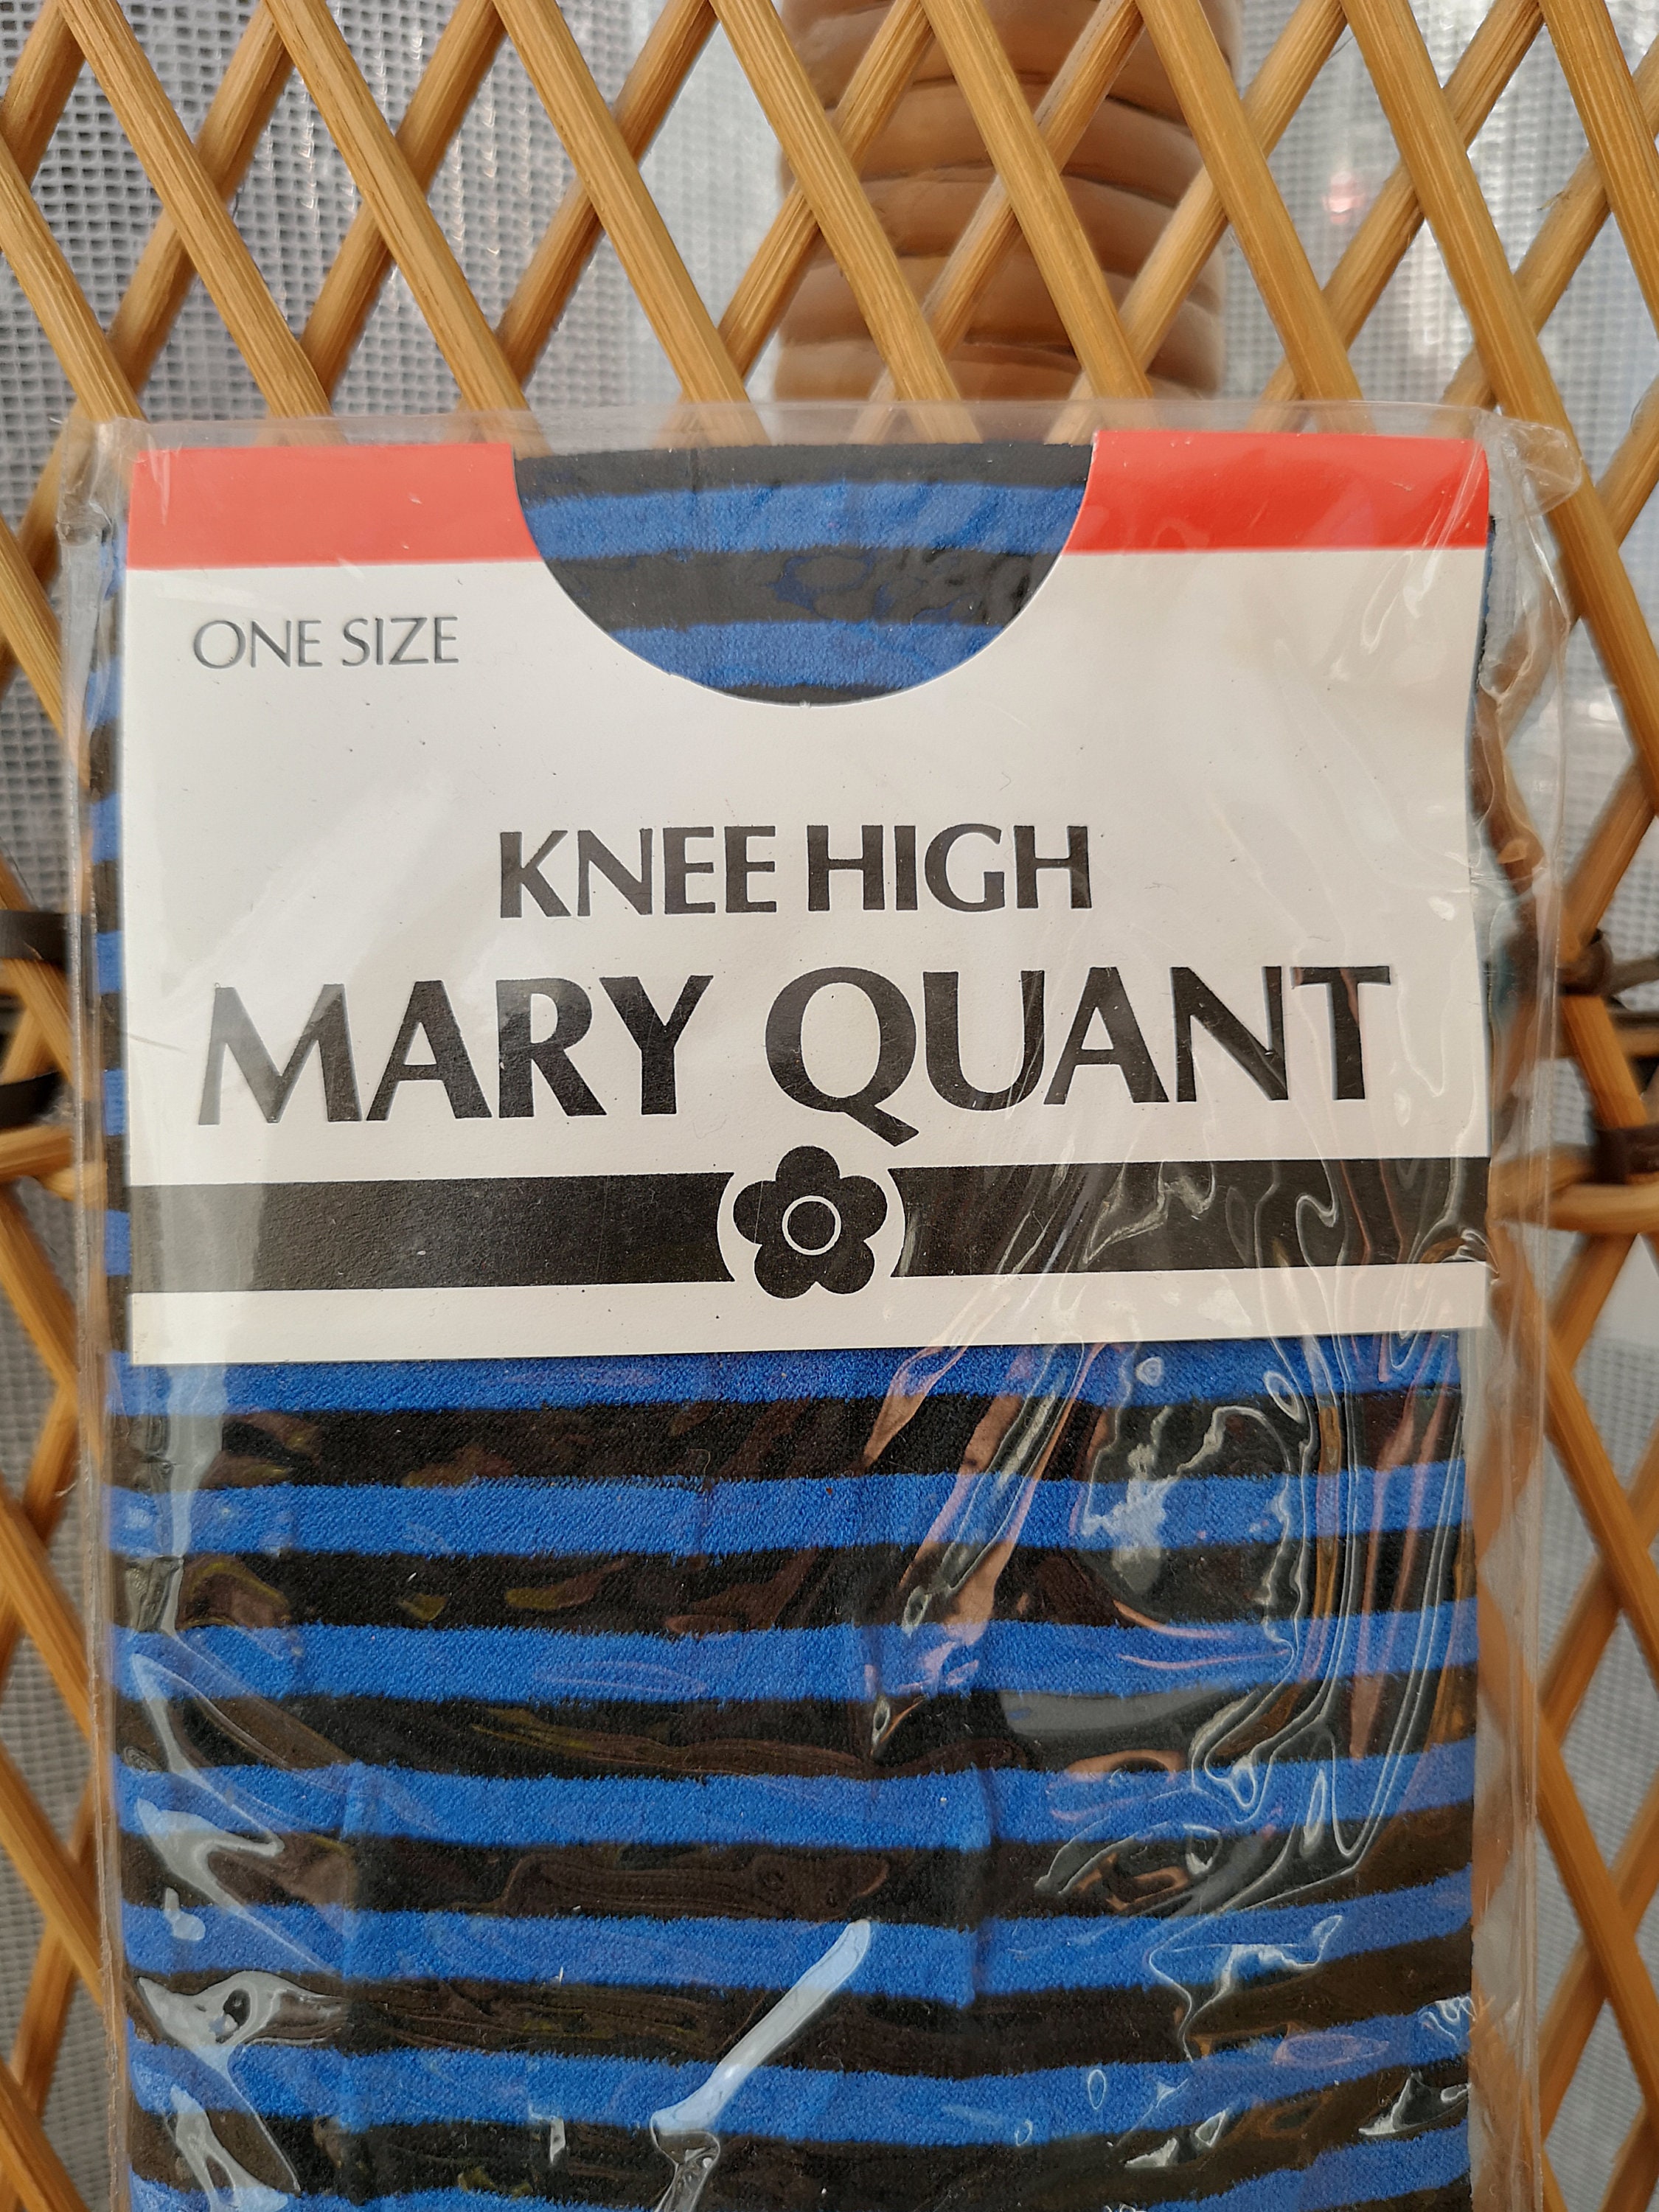 ONE SIZE
KNEE HIGH
MARY QUANT